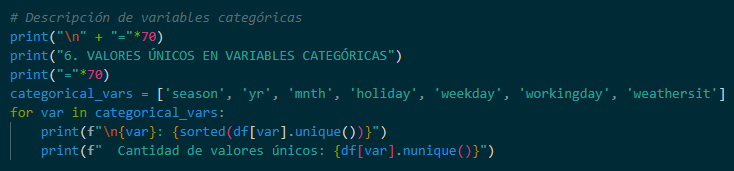 # Descripción de variables categóricas
print("\n" + "="*70)
print("6. VALORES ÚNICOS EN VARIABLES CATEGÓRICAS")
print("="*70)
categorical_vars = ['season', 'yr', 'mnth', 'holiday', 'weekday', 'workingday', 'weathersit']
for var in categorical_vars:
    print(f"\n{var}: {sorted(df[var].unique())}")
    print(f"  Cantidad de valores únicos: {df[var].nunique()}")